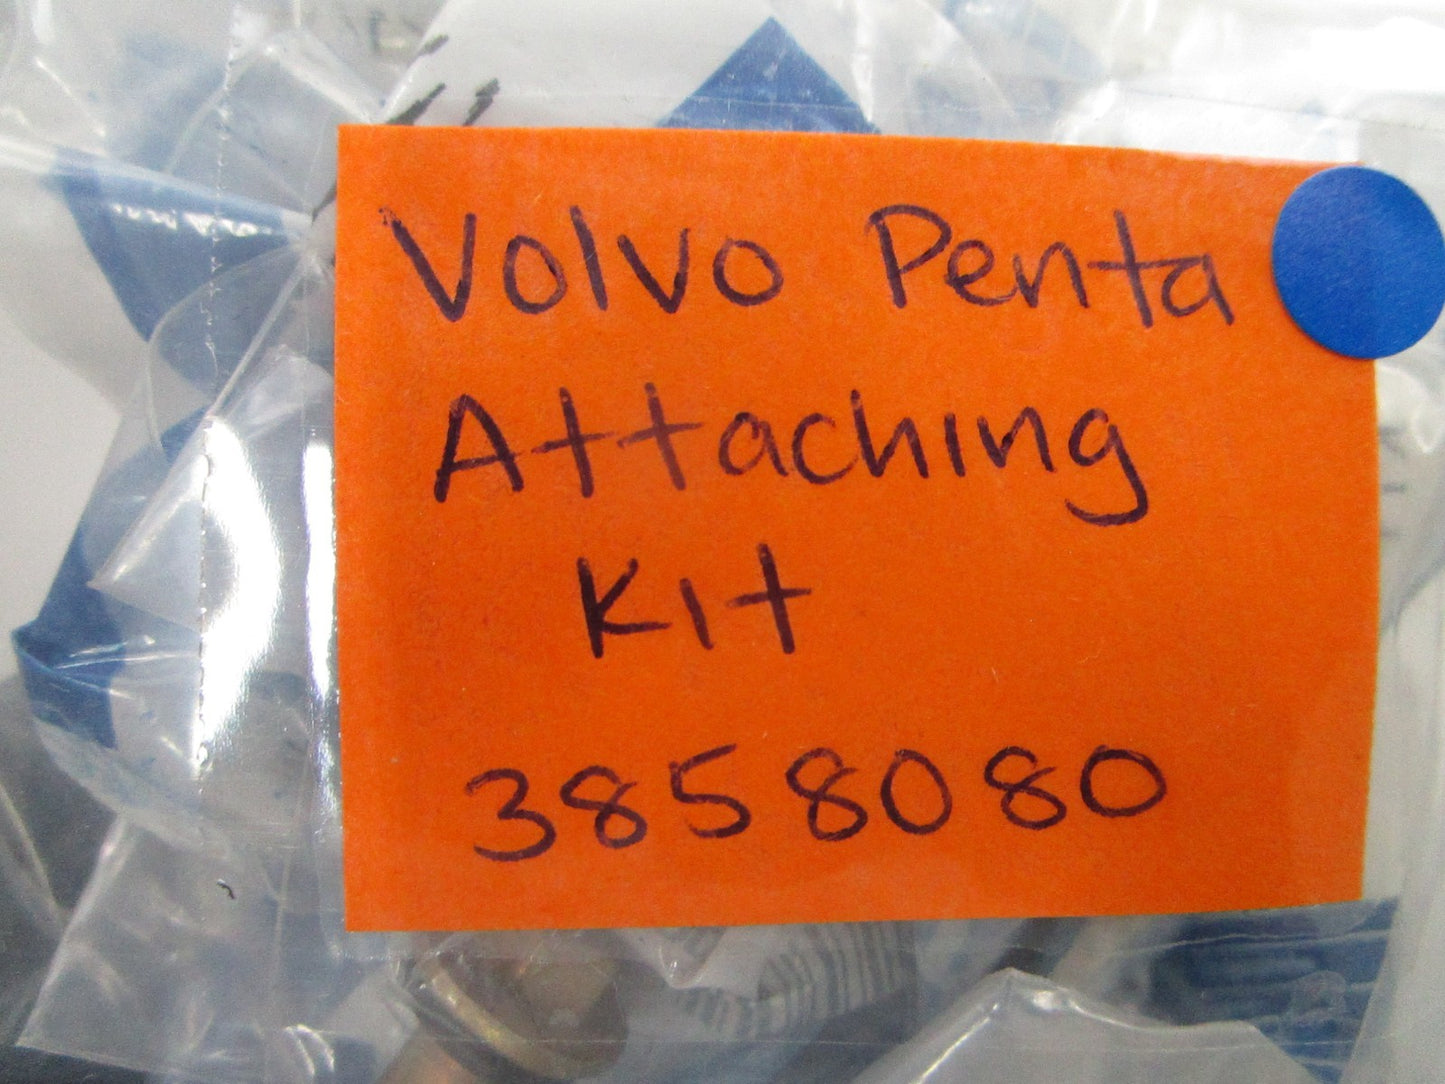 Volvo Penta
Attaching
Kit
3858080